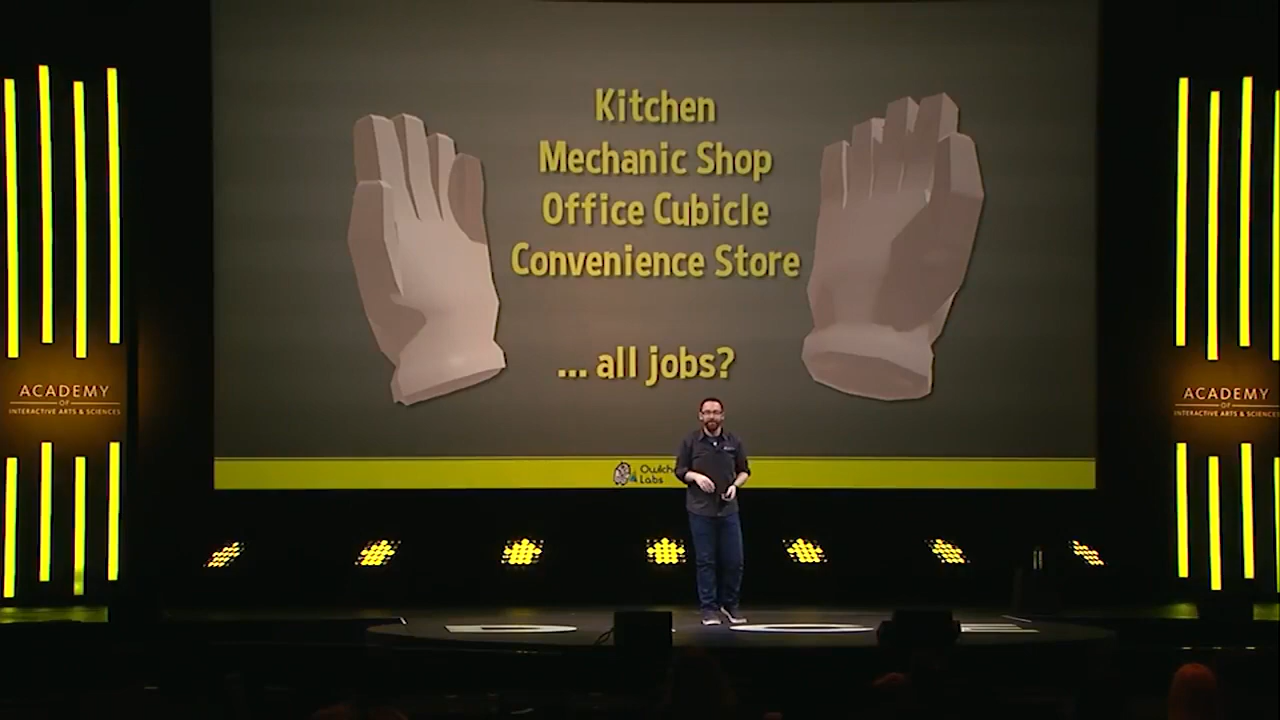 Kitchen
Mechanic Shop
Office Cubicle
Convenience Store
... all jobs?
Labs
ACADEMY
OF
INTERACTIVE ARTS & SCIENCES
ACADEMY
OF
INTERACTIVE ARTS & SCIENCES